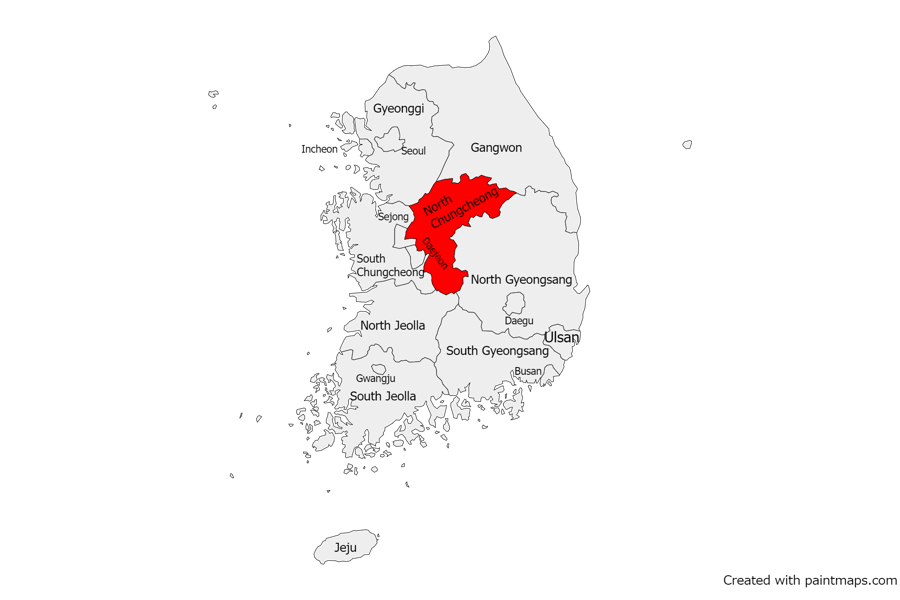 Gyeonggi
Incheon
Seoul
Gangwon
North
Chungcheong
Sejong
Daejeon
South
Chungcheong
North Gyeongsang
Daegu
North Jeolla
Ulsan
South Gyeongsang
Busan
Gwangju
South Jeolla
Jeju
Created with paintmaps.com